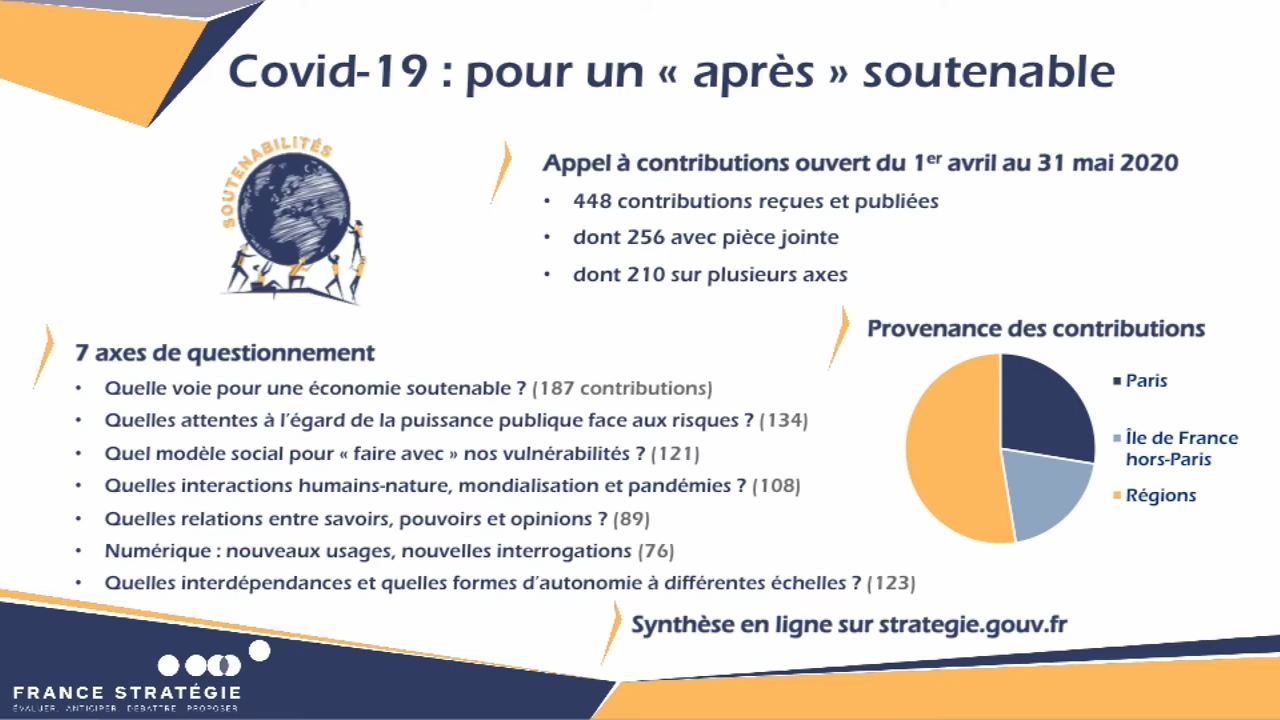 Covid-19 : pour un « après » soutenable
SOUTENABILITÉS
Appel à contributions ouvert du 1er avril au 31 mai 2020
• 448 contributions reçues et publiées
• dont 256 avec pièce jointe
• dont 210 sur plusieurs axes
7 axes de questionnement
• Quelle voie pour une économie soutenable ? (187 contributions)
• Quelles attentes à l'égard de la puissance publique face aux risques ? (134)
• Quel modèle social pour « faire avec » nos vulnérabilités ? (121)
• Quelles interactions humains-nature, mondialisation et pandémies ? (108)
• Quelles relations entre savoirs, pouvoirs et opinions ? (89)
• Numérique : nouveaux usages, nouvelles interrogations (76)
• Quelles interdépendances et quelles formes d'autonomie à différentes échelles ? (123)
Provenance des contributions
Paris
Île de France
hors-Paris
Régions
Synthèse en ligne sur strategie.gouv.fr
FRANCE STRATÉGIE
ÉVALUER. ANTICIPER. DÉBATTRE. PROPOSER